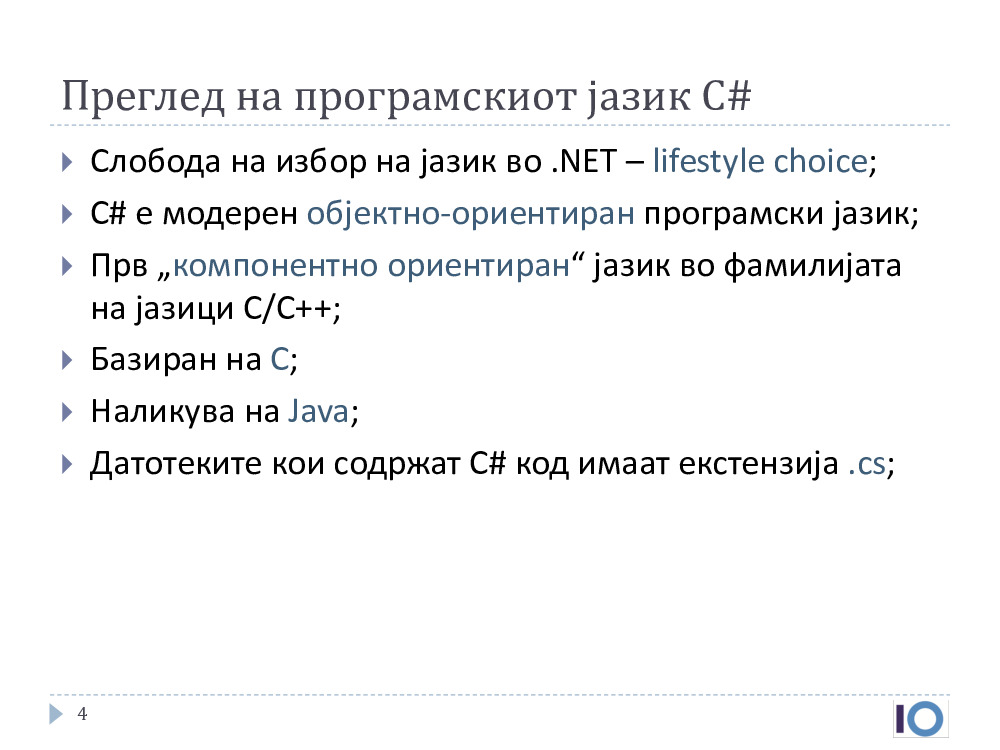 Преглед на програмскиот јазик C#
Слобода на избор на јазик во .NET – lifestyle choice;
C# е модерен објектно-ориентиран програмски јазик;
Прв „компонентно ориентиран“ јазик во фамилијата
на јазици C/C++;
Базиран на C;
Наликува на Java;
Датотеките кои содржат C# код имаат екстензија .cs;
4
IO